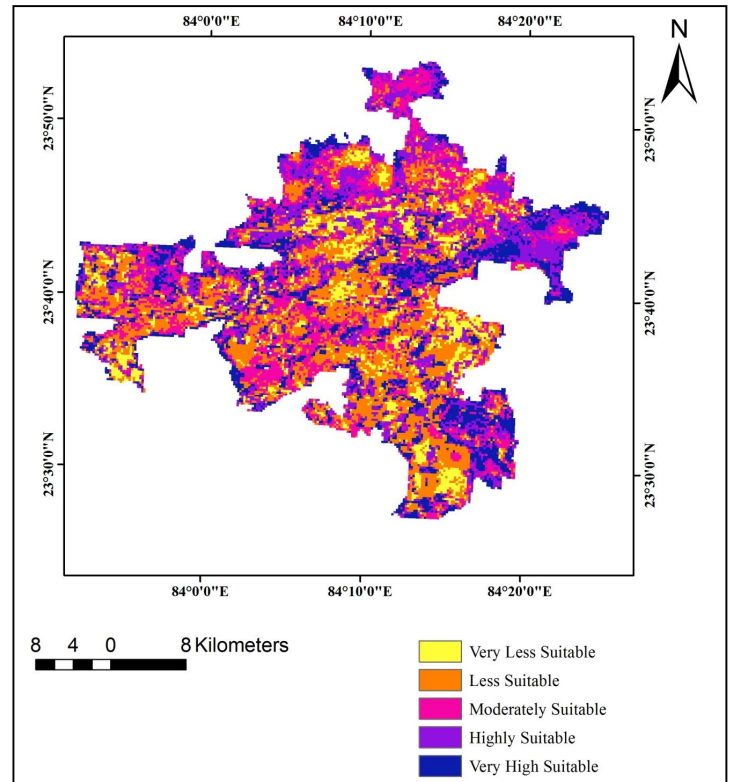 84°0'0"E 84°10'0"E 84°20'0"E
N
23°50'0"N 23°50'0"N
23°40'0"N 23°40'0"N
23°30'0"N 23°30'0"N
84°0'0"E 84°10'0"E 84°20'0"E
8 4 0 8 Kilometers
Very Less Suitable
Less Suitable
Moderately Suitable
Highly Suitable
Very High Suitable